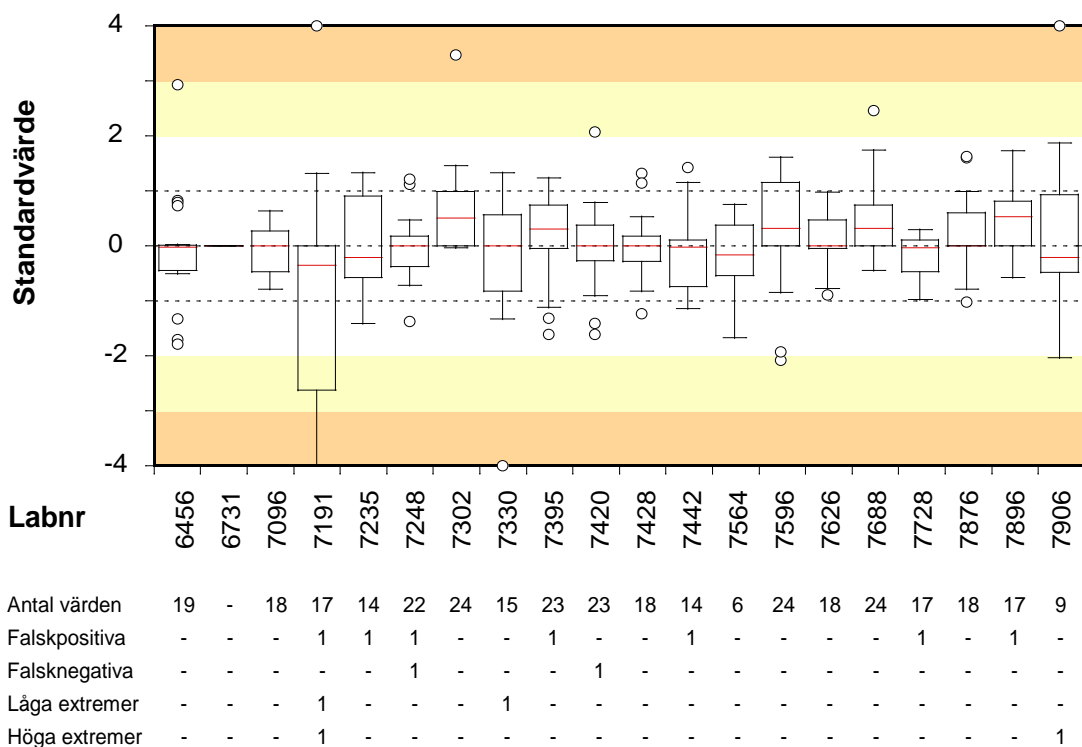 4
2
0
-2
-4
Standardvärde
Labnr
6456 6731 7096 7191 7235 7248 7302 7330 7395 7420 7428 7442 7564 7596 7626 7688 7728 7876 7896 7906
Antal värden 19 - 18 17 14 22 24 15 23 23 18 14 6 24 18 24 17 18 17 9
Falskpositiva - - - 1 1 1 - - 1 - - 1 - - - - 1 - 1 -
Falsknegativa - - - - - 1 - - - 1 - - - - - - - - - -
Låga extremer - - - 1 - - - 1 - - - - - - - - - - - -
Höga extremer - - - 1 - - - - - - - - - - - - - - - 1